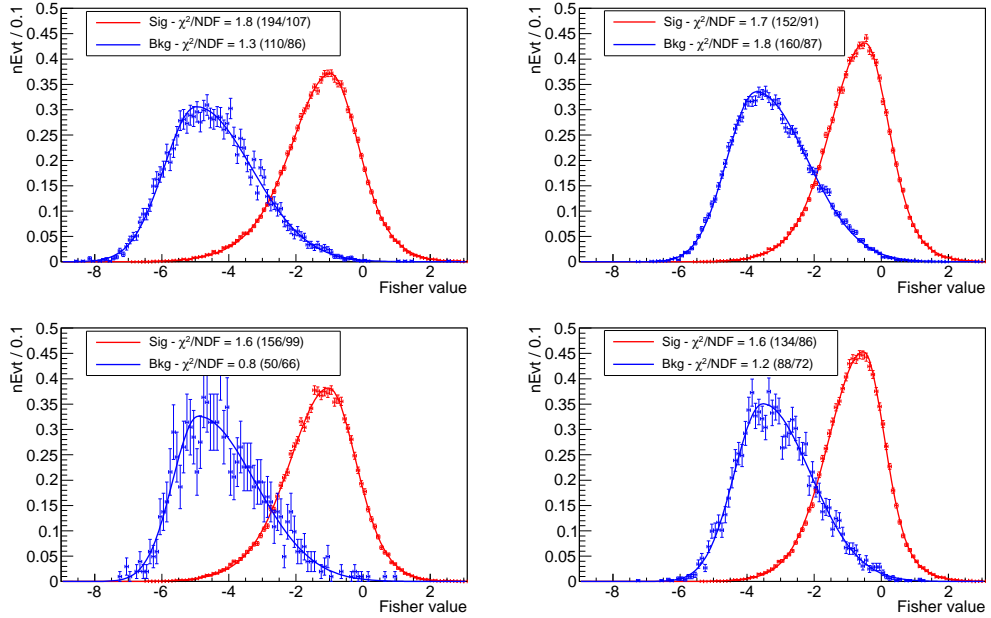 Sig - χ²/NDF = 1.8 (194/107)
Bkg - χ²/NDF = 1.3 (110/86)
nEvt / 0.1
0.5
0.45
0.4
0.35
0.3
0.25
0.2
0.15
0.1
0.05
0
-8 -6 -4 -2 0 2
Fisher value
Sig - χ²/NDF = 1.7 (152/91)
Bkg - χ²/NDF = 1.8 (160/87)
nEvt / 0.1
0.5
0.45
0.4
0.35
0.3
0.25
0.2
0.15
0.1
0.05
0
-8 -6 -4 -2 0 2
Fisher value
Sig - χ²/NDF = 1.6 (156/99)
Bkg - χ²/NDF = 0.8 (50/66)
nEvt / 0.1
0.5
0.45
0.4
0.35
0.3
0.25
0.2
0.15
0.1
0.05
0
-8 -6 -4 -2 0 2
Fisher value
Sig - χ²/NDF = 1.6 (134/86)
Bkg - χ²/NDF = 1.2 (88/72)
nEvt / 0.1
0.5
0.45
0.4
0.35
0.3
0.25
0.2
0.15
0.1
0.05
0
-8 -6 -4 -2 0 2
Fisher value